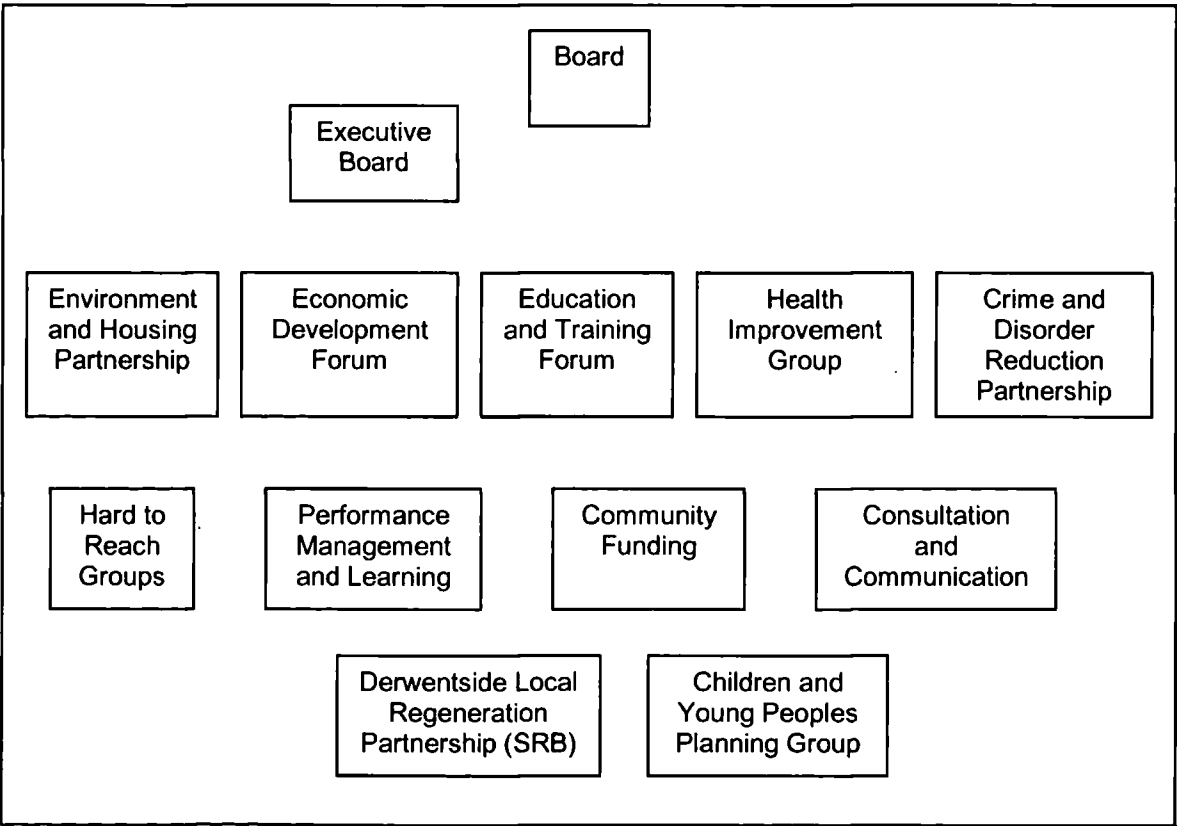 Board
Executive
Board
Environment
and Housing
Partnership
Economic
Development
Forum
Education
and Training
Forum
Health
Improvement
Group
Crime and
Disorder
Reduction
Partnership
Hard to
Reach
Groups
Performance
Management
and Learning
Community
Funding
Consultation
and
Communication
Derwentside Local
Regeneration
Partnership (SRB)
Children and
Young Peoples
Planning Group